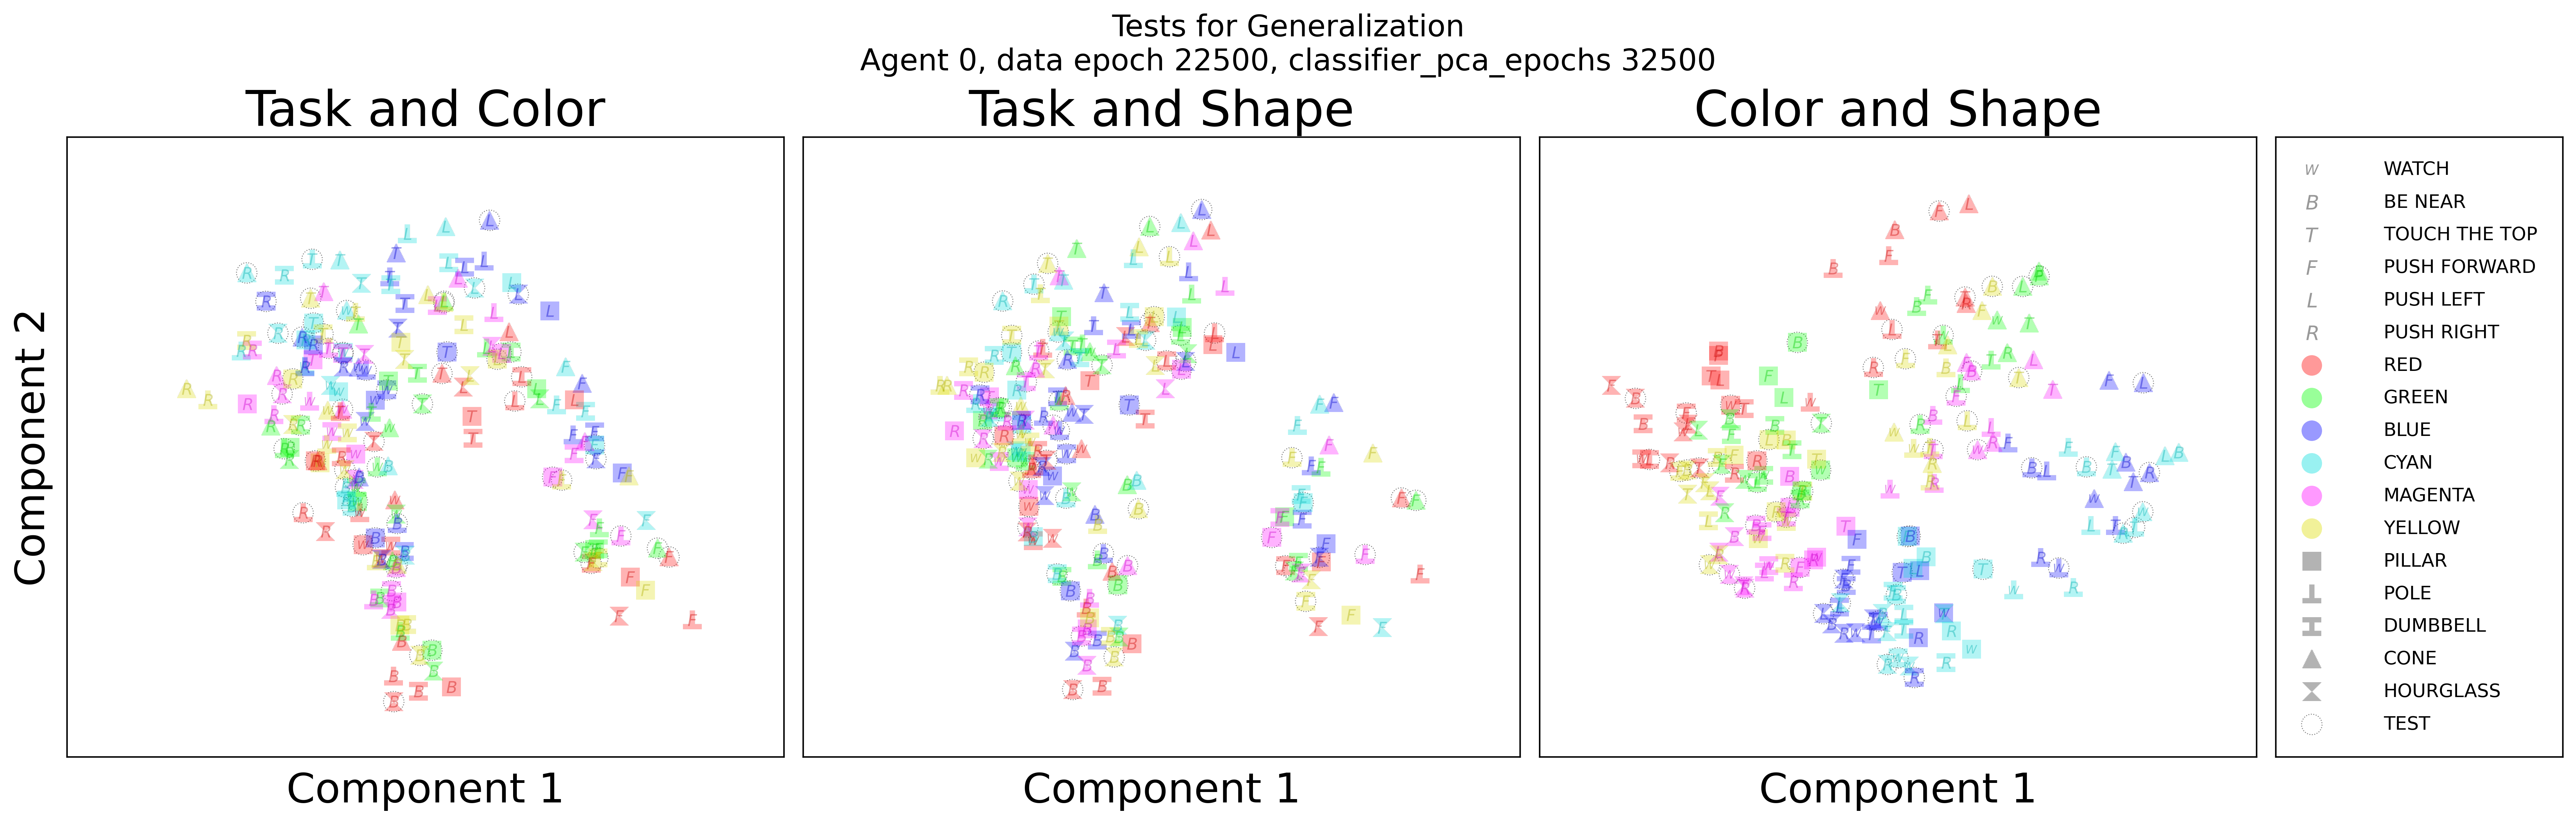 Tests for Generalization
Agent 0, data epoch 22500, classifier_pca_epochs 32500
Task and Color
Task and Shape
Color and Shape
Component 2
Component 1
Component 1
Component 1
W WATCH
B BE NEAR
T TOUCH THE TOP
F PUSH FORWARD
L PUSH LEFT
R PUSH RIGHT
RED
GREEN
BLUE
CYAN
MAGENTA
YELLOW
PILLAR
POLE
DUMBBELL
CONE
HOURGLASS
TEST